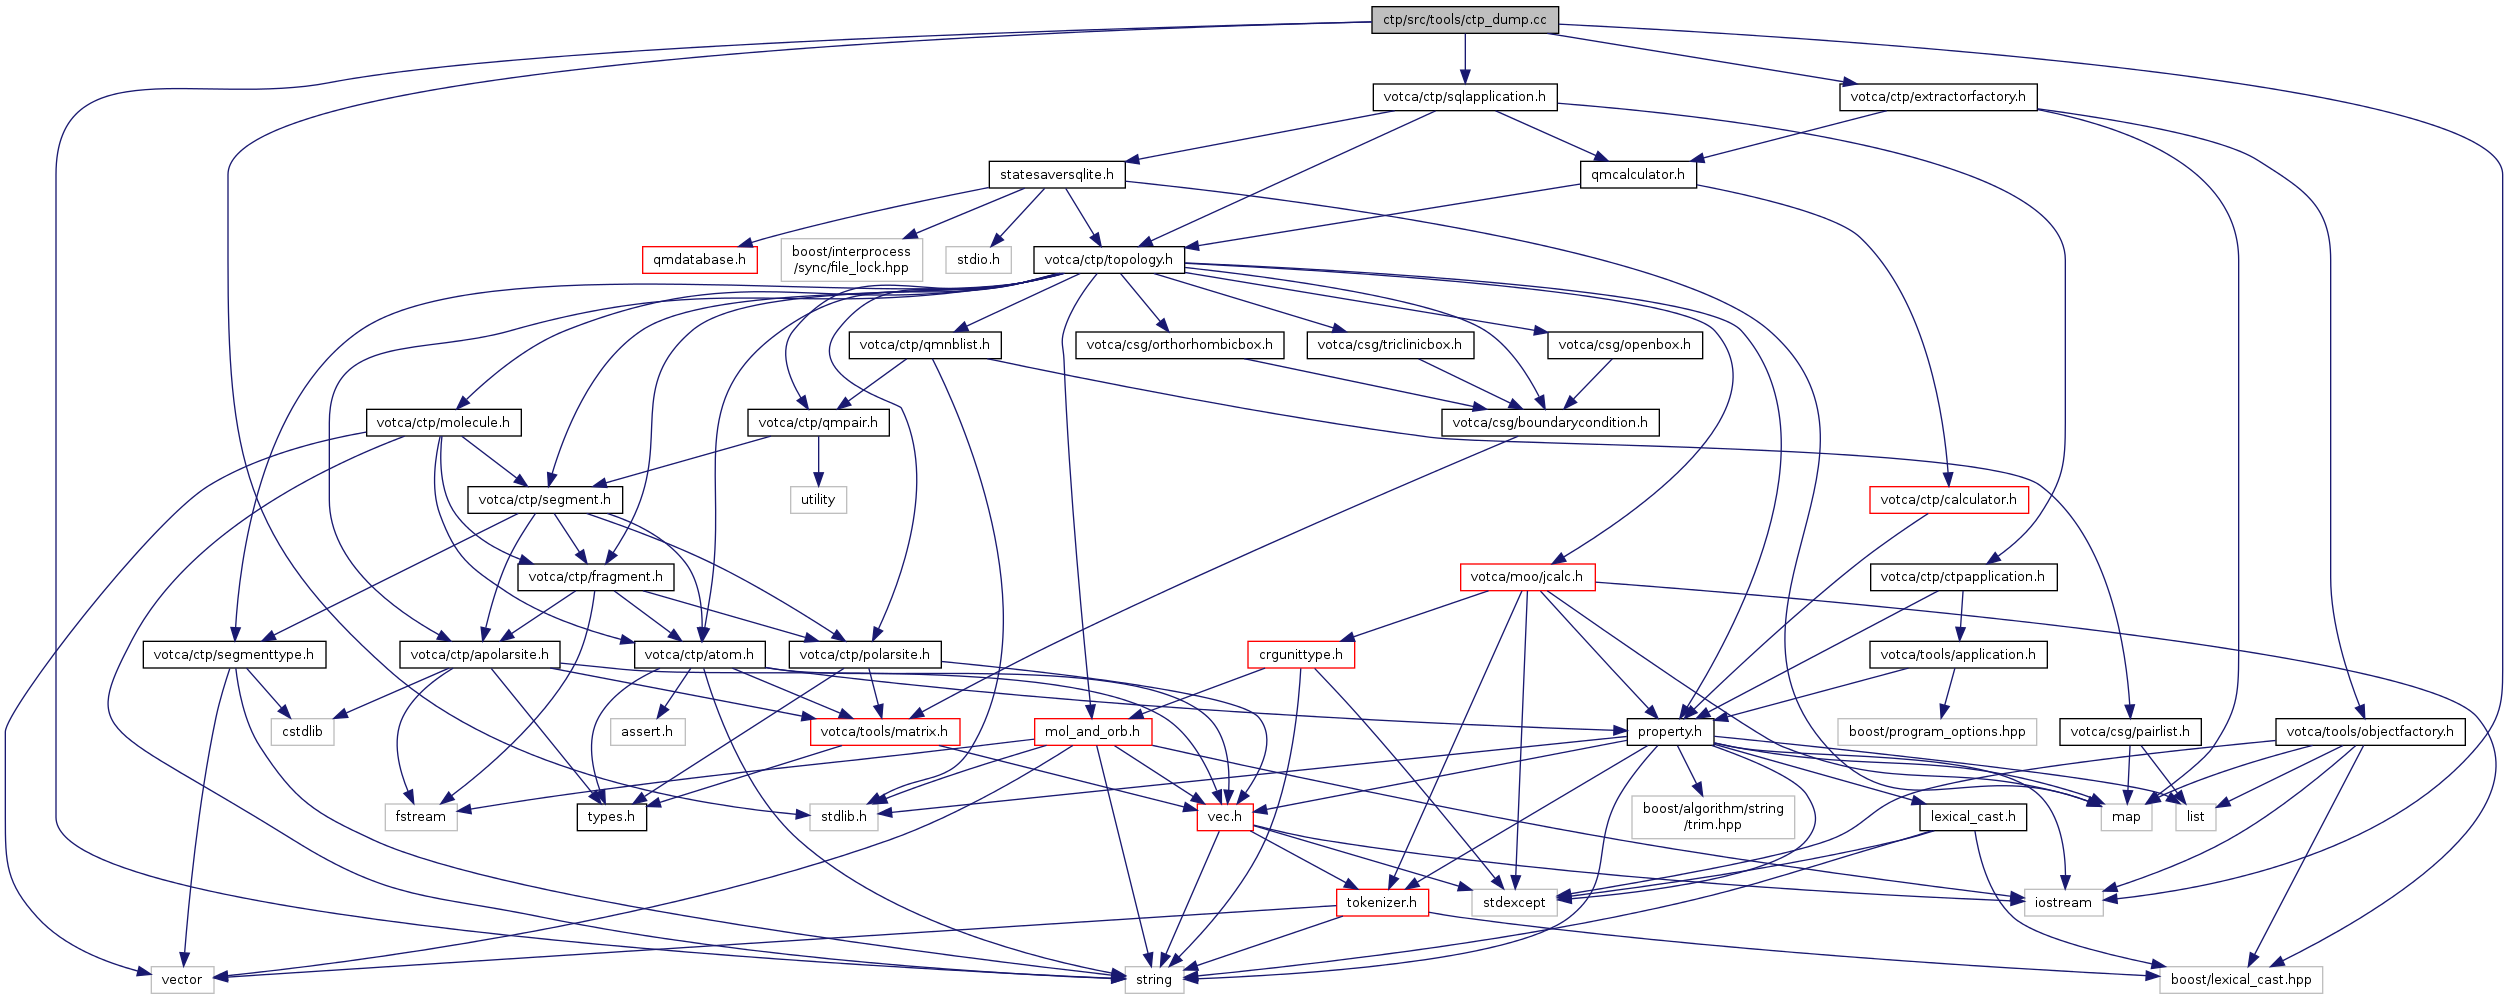 ctp/src/tools/ctp_dump.cc
votca/ctp/sqlapplication.h
votca/ctp/extractorfactory.h
statesaversqlite.h
qmcalculator.h
qmdatabase.h
boost/interprocess
/sync/file_lock.hpp
stdio.h
votca/ctp/topology.h
votca/ctp/qmnblist.h
votca/csg/orthorhombicbox.h
votca/csg/triclinicbox.h
votca/csg/openbox.h
votca/ctp/molecule.h
votca/ctp/qmpair.h
votca/csg/boundarycondition.h
votca/ctp/segment.h
utility
votca/ctp/calculator.h
votca/ctp/fragment.h
votca/moo/jcalc.h
votca/ctp/ctpapplication.h
votca/ctp/segmenttype.h
votca/ctp/apolarsite.h
votca/ctp/atom.h
votca/ctp/polarsite.h
crgunittype.h
votca/tools/application.h
cstdlib
assert.h
votca/tools/matrix.h
mol_and_orb.h
property.h
boost/program_options.hpp
votca/csg/pairlist.h
votca/tools/objectfactory.h
fstream
types.h
stdlib.h
vec.h
boost/algorithm/string
/trim.hpp
lexical_cast.h
map
list
tokenizer.h
stdexcept
iostream
vector
string
boost/lexical_cast.hpp